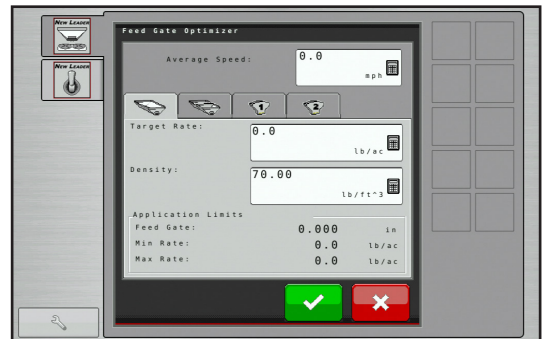 NEW LEADER
NEW LEADER
Feed Gate Optimizer
Average Speed:
0.0
mph
1
2
Target Rate:
0.0
lb/ac
Density:
70.00
lb/ft^3
Application Limits
Feed Gate: 0.000 in
Min Rate: 0.0 lb/ac
Max Rate: 0.0 lb/ac